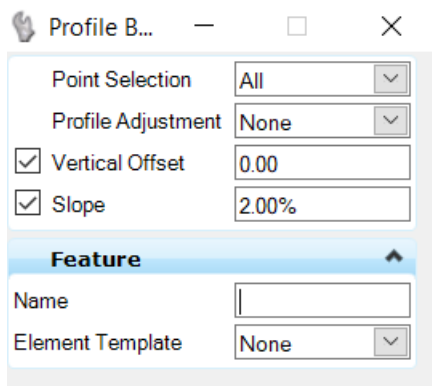 Profile B...
Point Selection All
Profile Adjustment None
Vertical Offset 0.00
Slope 2.00%
Feature
Name
Element Template None